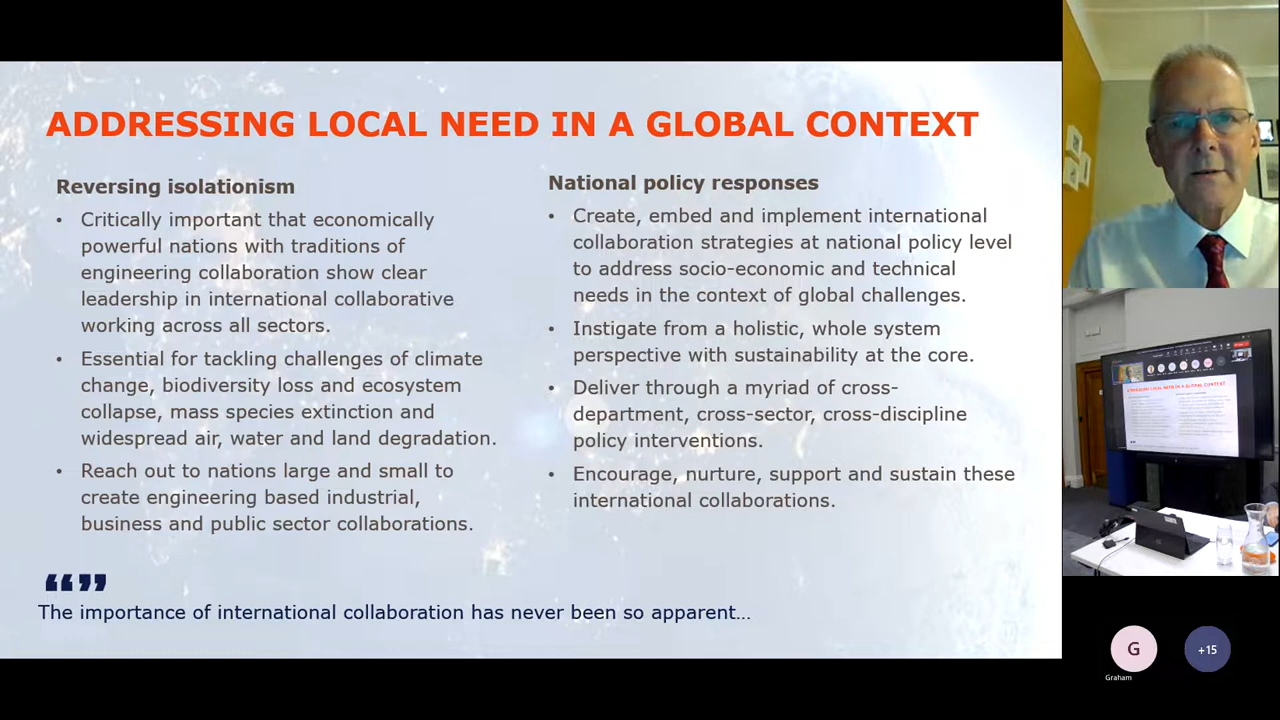 ADDRESSING LOCAL NEED IN A GLOBAL CONTEXT
Reversing isolationism
• Critically important that economically
powerful nations with traditions of
engineering collaboration show clear
leadership in international collaborative
working across all sectors.
• Essential for tackling challenges of climate
change, biodiversity loss and ecosystem
collapse, mass species extinction and
widespread air, water and land degradation.
• Reach out to nations large and small to
create engineering based industrial,
business and public sector collaborations.
National policy responses
• Create, embed and implement international
collaboration strategies at national policy level
to address socio-economic and technical
needs in the context of global challenges.
• Instigate from a holistic, whole system
perspective with sustainability at the core.
• Deliver through a myriad of cross-
department, cross-sector, cross-discipline
policy interventions.
• Encourage, nurture, support and sustain these
international collaborations.
❝❞
The importance of international collaboration has never been so apparent…
ADDRESSING LOCAL NEED IN A GLOBAL CONTEXT
G
+15
Graham